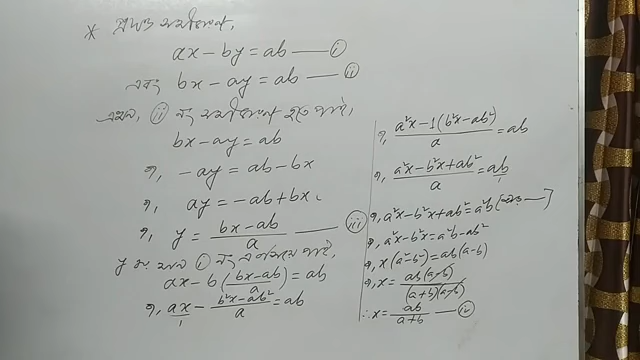 * প্রদত্ত সমীকরণ,
ax - by = ab — (i)
এবং bx - ay = ab — (ii)
এখন, (ii) নং সমীকরণ হতে পাই,
bx - ay = ab
বা, -ay = ab - bx
বা, ay = -ab + bx
বা, y = (bx - ab)/a — (iii)
y এর মান (i) নং এ বসিয়ে পাই,
ax - b((bx - ab)/a) = ab
বা, ax/1 - (b²x - ab²)/a = ab
বা, (a²x - 1(b²x - ab²))/a = ab
বা, (a²x - b²x + ab²)/a = ab/1
বা, a²x - b²x + ab² = a²b
বা, a²x - b²x = a²b - ab²
বা, x(a² - b²) = ab(a - b)
বা, x = ab(a - b)/(a + b)(a - b)
∴ x = ab/(a + b) — (iv)